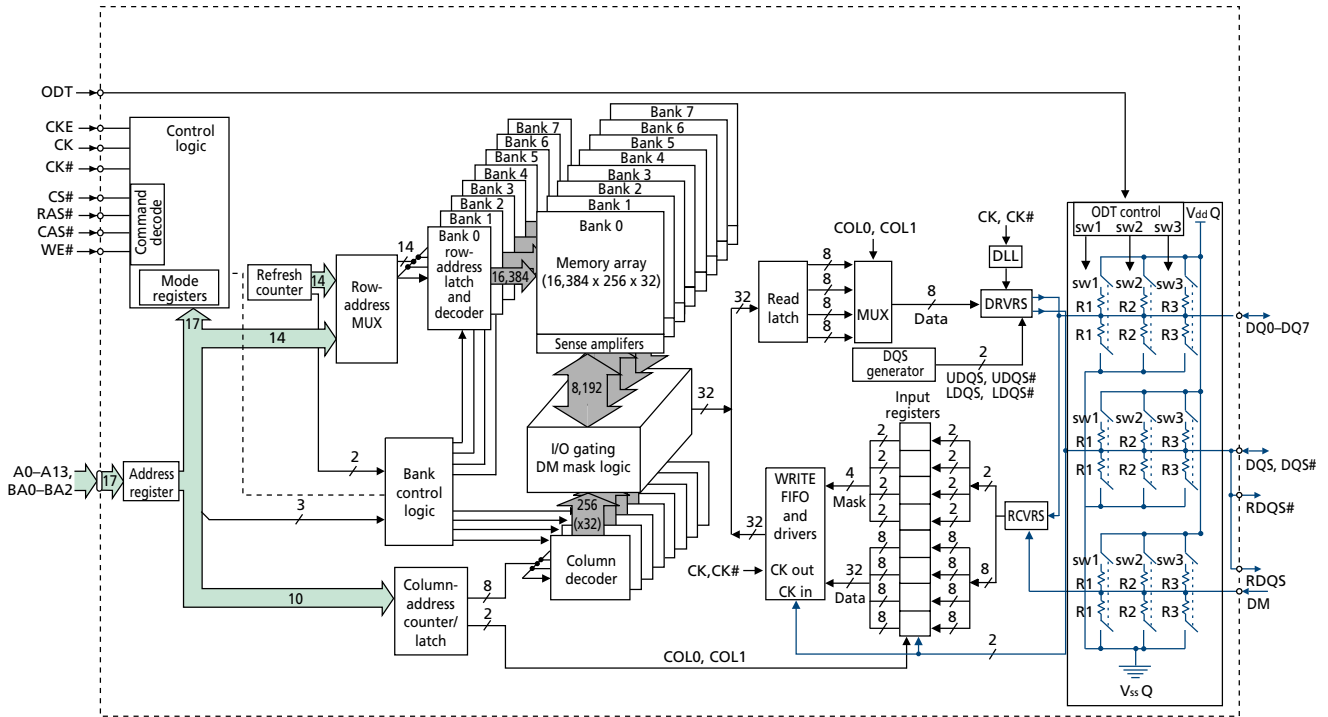 ODT
CKE
CK
CK#
CS#
RAS#
CAS#
WE#
Control
logic
Command
decode
Mode
registers
Refresh
counter
14
Row-
address
MUX
14
17
14
Bank 7
Bank 6
Bank 5
Bank 4
Bank 3
Bank 2
Bank 1
Bank 0
row-
address
latch
and
decoder
16,384
Bank 7
Bank 6
Bank 5
Bank 4
Bank 3
Bank 2
Bank 1
Bank 0
Memory array
(16,384 x 256 x 32)
Sense amplifers
8,192
I/O gating
DM mask logic
32
256
(x32)
Column
decoder
A0–A13,
BA0–BA2
17
Address
register
2
3
Bank
control
logic
10
Column-
address
counter/
latch
8
2
COL0, COL1
32
Read
latch
8
8
8
8
COL0, COL1
MUX
8
Data
CK, CK#
DLL
DRVRS
DQS
generator
2
UDQS, UDQS#
LDQS, LDQS#
Input
registers
2
2
2
2
8
8
8
8
2
2
2
2
8
8
8
8
2
8
RCVRS
32
WRITE
FIFO
and
drivers
CK out
CK in
4
Mask
32
Data
CK,CK#
2
ODT control
sw1 sw2 sw3
VddQ
sw1 sw2 sw3
R1 R2 R3
R1 R2 R3
sw1 sw2 sw3
R1 R2 R3
R1 R2 R3
sw1 sw2 sw3
R1 R2 R3
R1 R2 R3
VssQ
DQ0–DQ7
DQS, DQS#
RDQS#
RDQS
DM